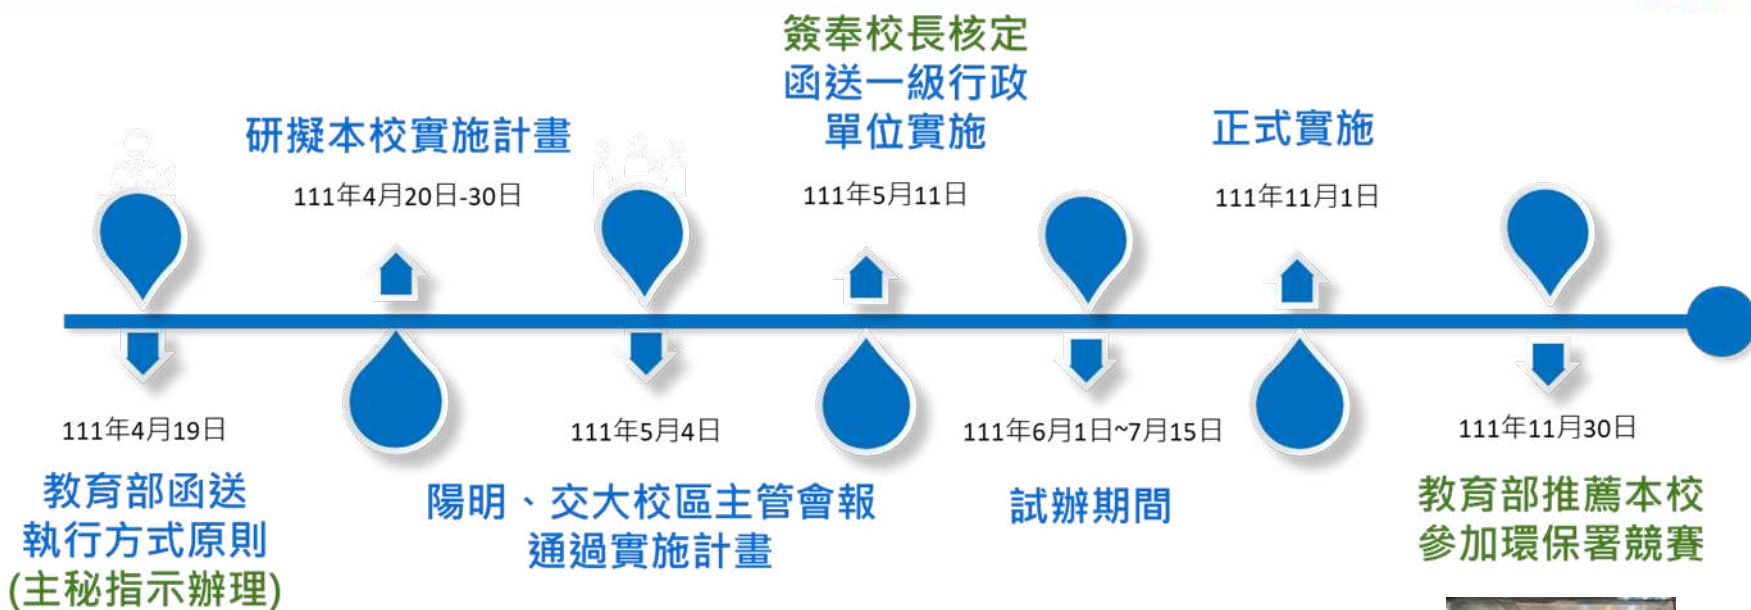 111年4月19日
教育部函送
執行方式原則
(主秘指示辦理)
研擬本校實施計畫
111年4月20日-30日
111年5月4日
陽明、交大校區主管會報
通過實施計畫
簽奉校長核定
函送一級行政
單位實施
111年5月11日
111年6月1日~7月15日
試辦期間
正式實施
111年11月1日
111年11月30日
教育部推薦本校
參加環保署競賽